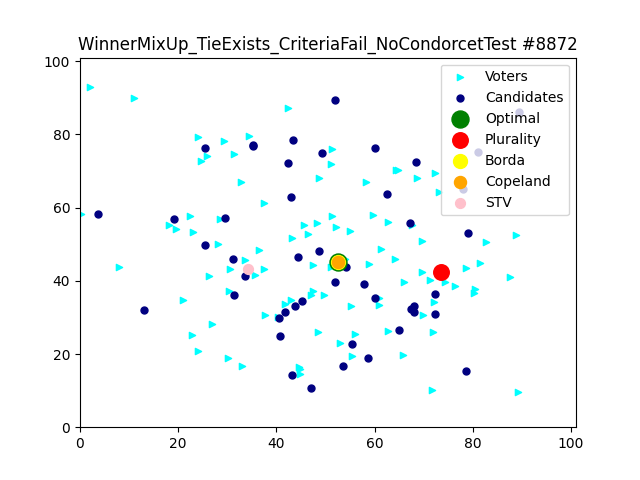 WinnerMixUp_TieExists_CriteriaFail_NoCondorcetTest #8872
100
80
60
40
20
0
0
20
40
60
80
100
Voters
Candidates
Optimal
Plurality
Borda
Copeland
STV